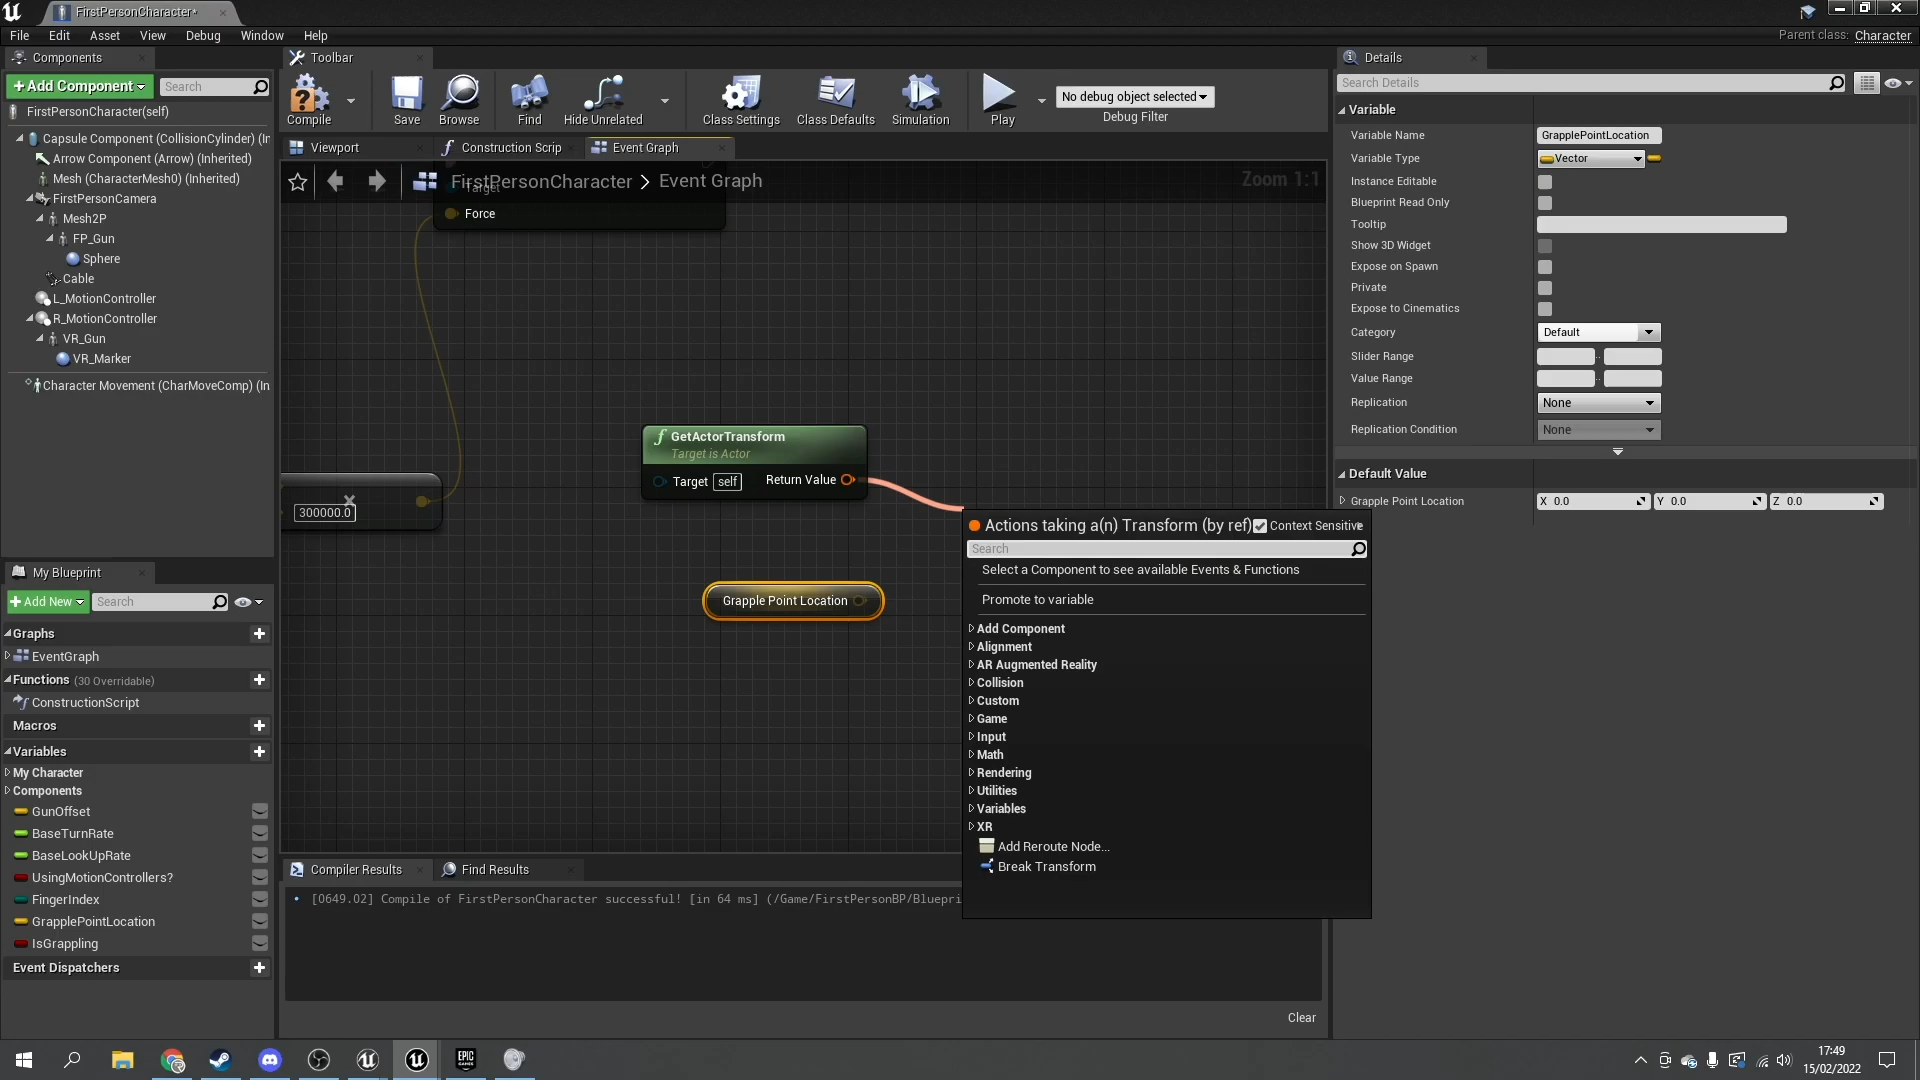 FirstPersonCharacter*
File Edit Asset View Debug Window Help
Parent class: Character
Components
Toolbar
Details
+Add Component
Search
Compile
Save
Browse
Find
Hide Unrelated
Class Settings
Class Defaults
Simulation
Play
No debug object selected
Debug Filter
Search Details
FirstPersonCharacter(self)
Capsule Component (CollisionCylinder) (In
Arrow Component (Arrow) (Inherited)
Mesh (CharacterMesh0) (Inherited)
FirstPersonCamera
Mesh2P
FP_Gun
Sphere
Cable
L_MotionController
R_MotionController
VR_Gun
VR_Marker
Character Movement (CharMoveComp) (In
Viewport
Construction Scrip
Event Graph
FirstPersonCharacter > Event Graph
Zoom 1:1
Target
Force
GetActorTransform
Target is Actor
Target self
Return Value
300000.0
Grapple Point Location
Actions taking a(n) Transform (by ref)
Context Sensitive
Search
Select a Component to see available Events & Functions
Promote to variable
Add Component
Alignment
AR Augmented Reality
Collision
Custom
Game
Input
Math
Rendering
Utilities
Variables
XR
Add Reroute Node...
Break Transform
Variable
Variable Name GrapplePointLocation
Variable Type Vector
Instance Editable
Blueprint Read Only
Tooltip
Show 3D Widget
Expose on Spawn
Private
Expose to Cinematics
Category Default
Slider Range
Value Range
Replication None
Replication Condition None
Default Value
Grapple Point Location X 0.0 Y 0.0 Z 0.0
My Blueprint
+Add New
Search
Graphs
EventGraph
Functions (30 Overridable)
ConstructionScript
Macros
Variables
My Character
Components
GunOffset
BaseTurnRate
BaseLookUpRate
UsingMotionControllers?
FingerIndex
GrapplePointLocation
IsGrappling
Event Dispatchers
Compiler Results
Find Results
[0649.02] Compile of FirstPersonCharacter successful! [in 64 ms] (/Game/FirstPersonBP/Bluepri
Clear
EPIC GAMES
17:49
15/02/2022